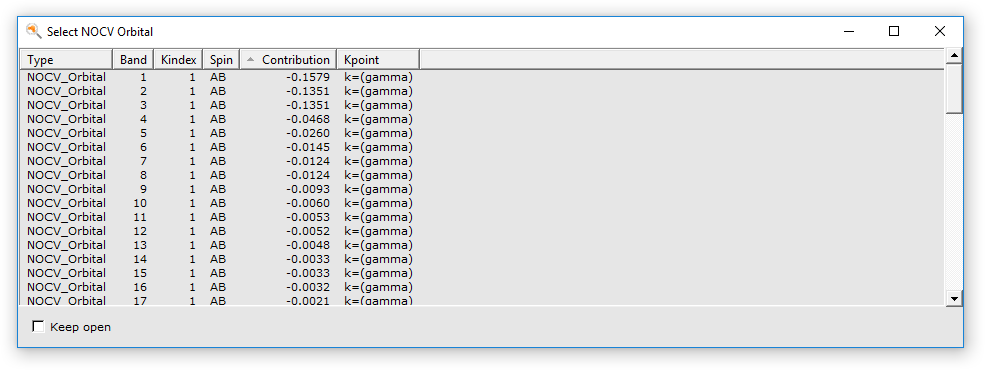 Select NOCV Orbital
Type Band Kindex Spin Contribution Kpoint
NOCV_Orbital 1 1 AB -0.1579 k=(gamma)
NOCV_Orbital 2 1 AB -0.1351 k=(gamma)
NOCV_Orbital 3 1 AB -0.1351 k=(gamma)
NOCV_Orbital 4 1 AB -0.0468 k=(gamma)
NOCV_Orbital 5 1 AB -0.0260 k=(gamma)
NOCV_Orbital 6 1 AB -0.0145 k=(gamma)
NOCV_Orbital 7 1 AB -0.0124 k=(gamma)
NOCV_Orbital 8 1 AB -0.0124 k=(gamma)
NOCV_Orbital 9 1 AB -0.0093 k=(gamma)
NOCV_Orbital 10 1 AB -0.0060 k=(gamma)
NOCV_Orbital 11 1 AB -0.0053 k=(gamma)
NOCV_Orbital 12 1 AB -0.0052 k=(gamma)
NOCV_Orbital 13 1 AB -0.0048 k=(gamma)
NOCV_Orbital 14 1 AB -0.0033 k=(gamma)
NOCV_Orbital 15 1 AB -0.0033 k=(gamma)
NOCV_Orbital 16 1 AB -0.0032 k=(gamma)
NOCV_Orbital 17 1 AB -0.0021 k=(gamma)
Keep open